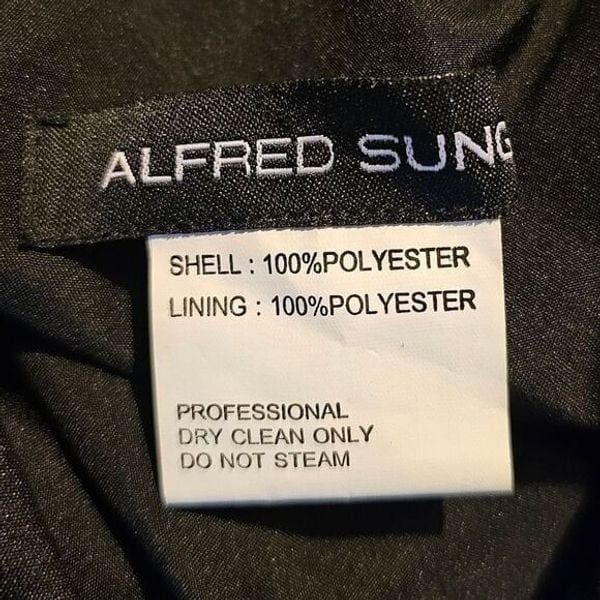 ALFRED SUNG
SHELL : 100%POLYESTER
LINING : 100%POLYESTER
PROFESSIONAL
DRY CLEAN ONLY
DO NOT STEAM